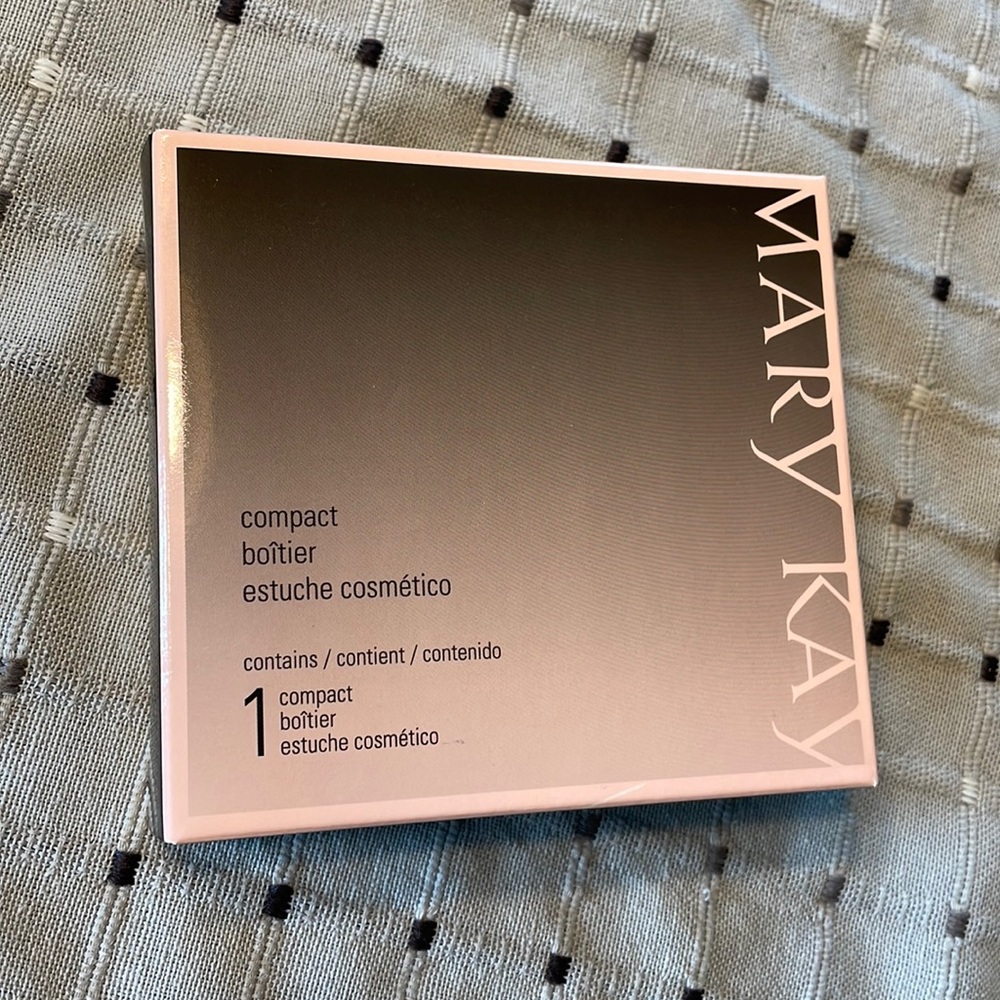 MARY KAY
compact
boîtier
estuche cosmético
contains / contient / contenido
1 compact
boîtier
estuche cosmético